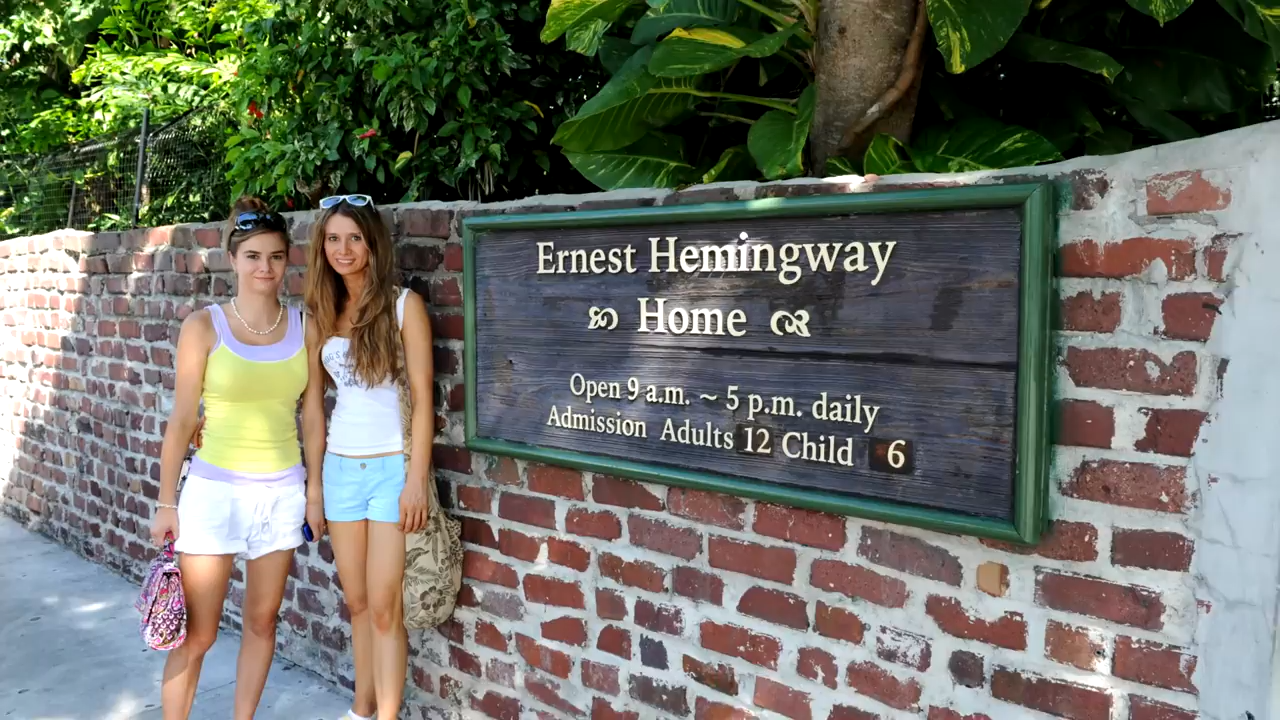 Ernest Hemingway
Home
Open 9 a.m. ~ 5 p.m. daily
Admission Adults 12 Child 6